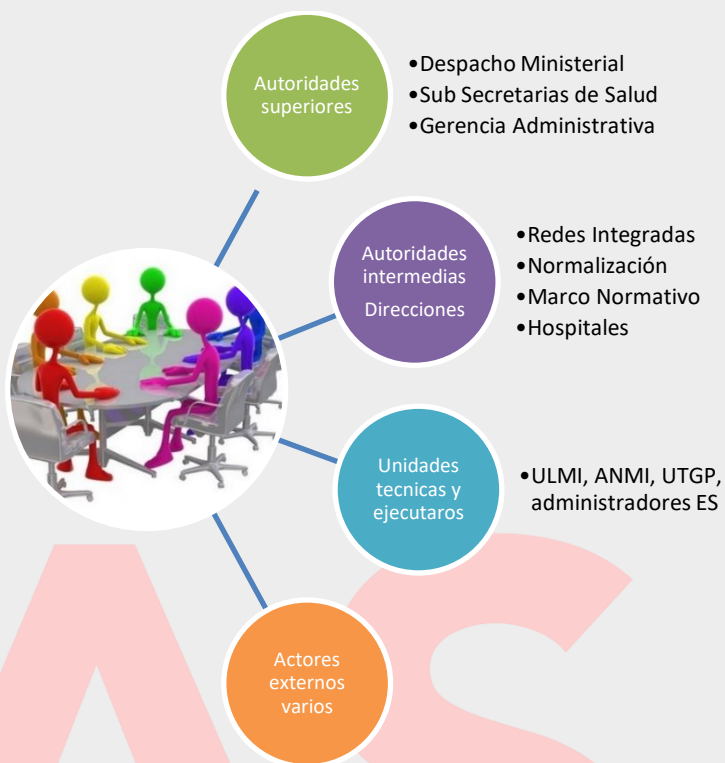 Autoridades
superiores
•Despacho Ministerial
•Sub Secretarias de Salud
•Gerencia Administrativa
Autoridades
intermedias
Direcciones
•Redes Integradas
•Normalización
•Marco Normativo
•Hospitales
Unidades
tecnicas y
ejecutaros
•ULMI, ANMI, UTGP,
administradores ES
Actores
externos
varios
AS